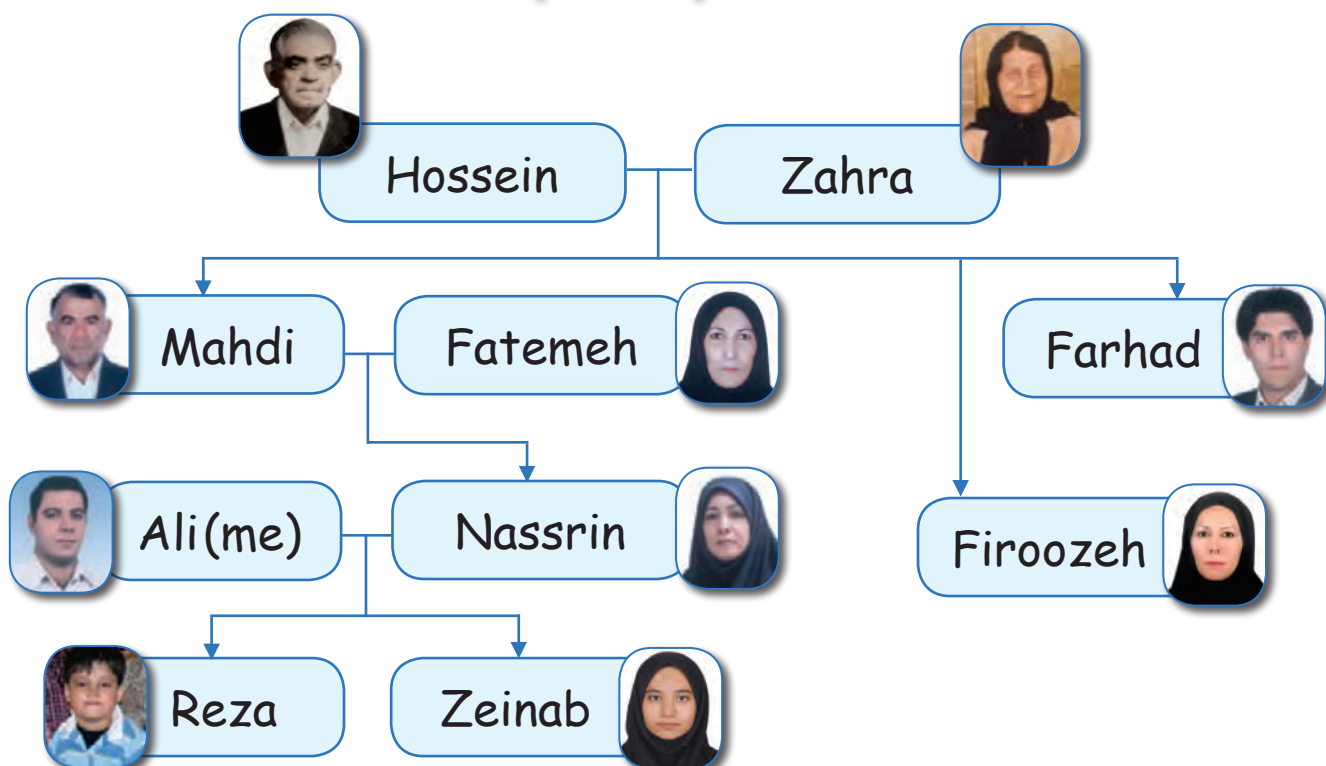 Hossein
Zahra
Mahdi
Fatemeh
Farhad
Ali(me)
Nassrin
Firoozeh
Reza
Zeinab